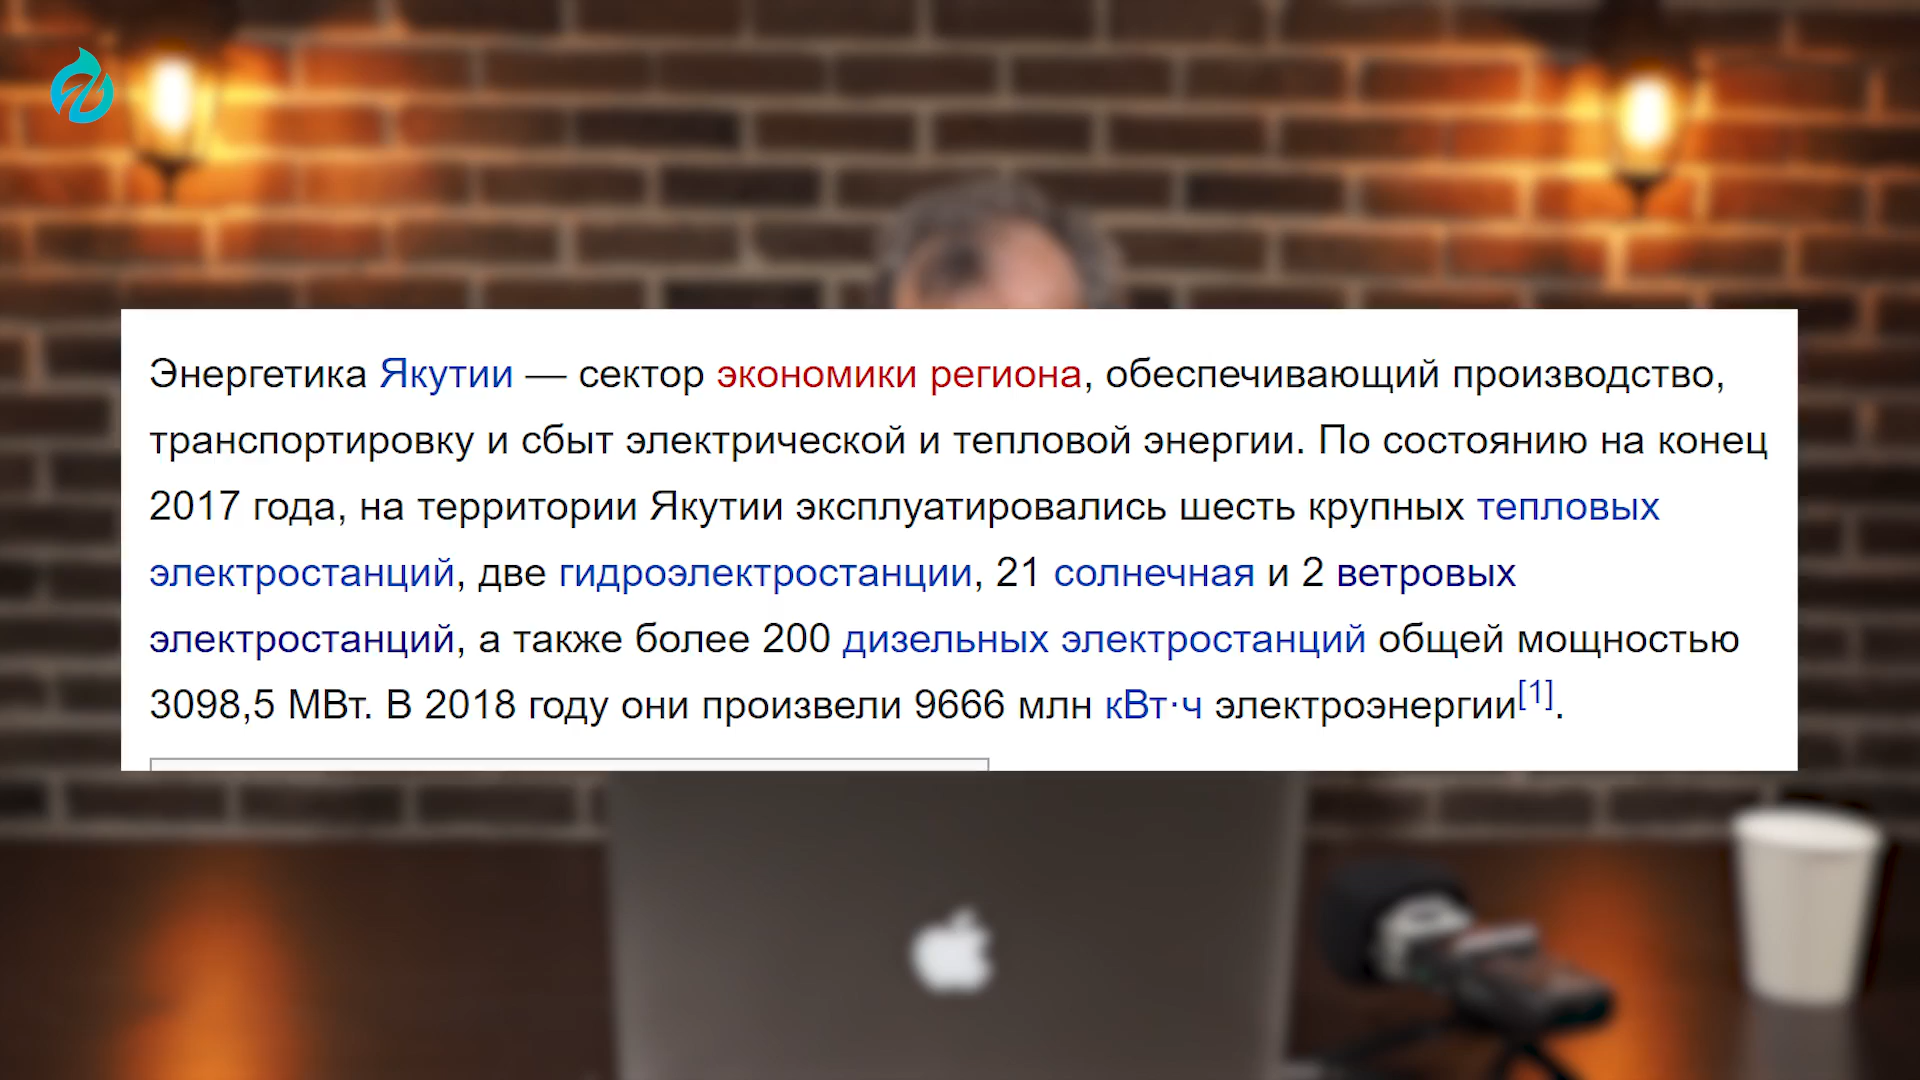 Энергетика Якутии — сектор экономики региона, обеспечивающий производство,
транспортировку и сбыт электрической и тепловой энергии. По состоянию на конец
2017 года, на территории Якутии эксплуатировались шесть крупных тепловых
электростанций, две гидроэлектростанции, 21 солнечная и 2 ветровых
электростанций, а также более 200 дизельных электростанций общей мощностью
3098,5 МВт. В 2018 году они произвели 9666 млн кВт·ч электроэнергии[1].